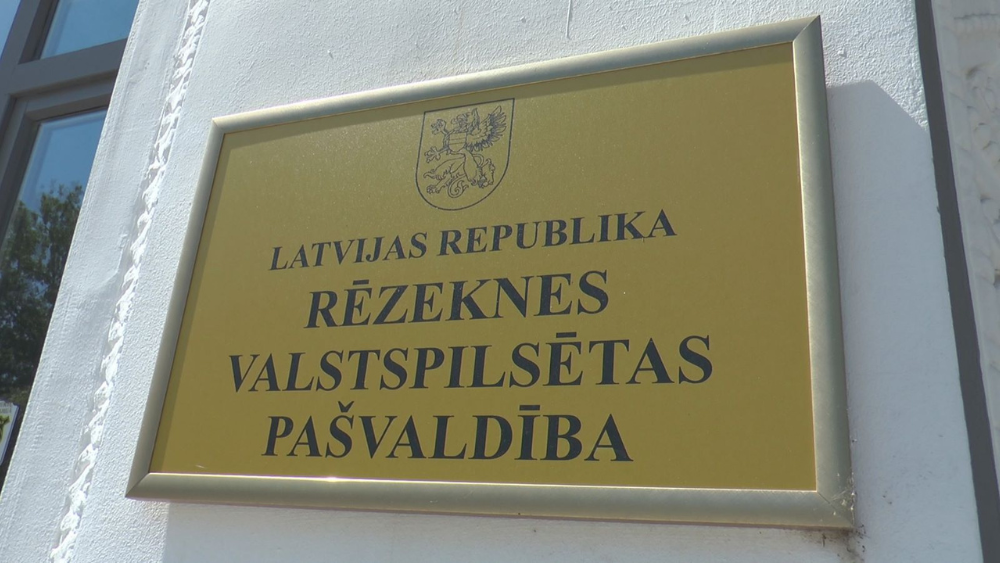 LATVIJAS REPUBLIKA
RĒZEKNES
VALSTSPILSĒTAS
PAŠVALDĪBA